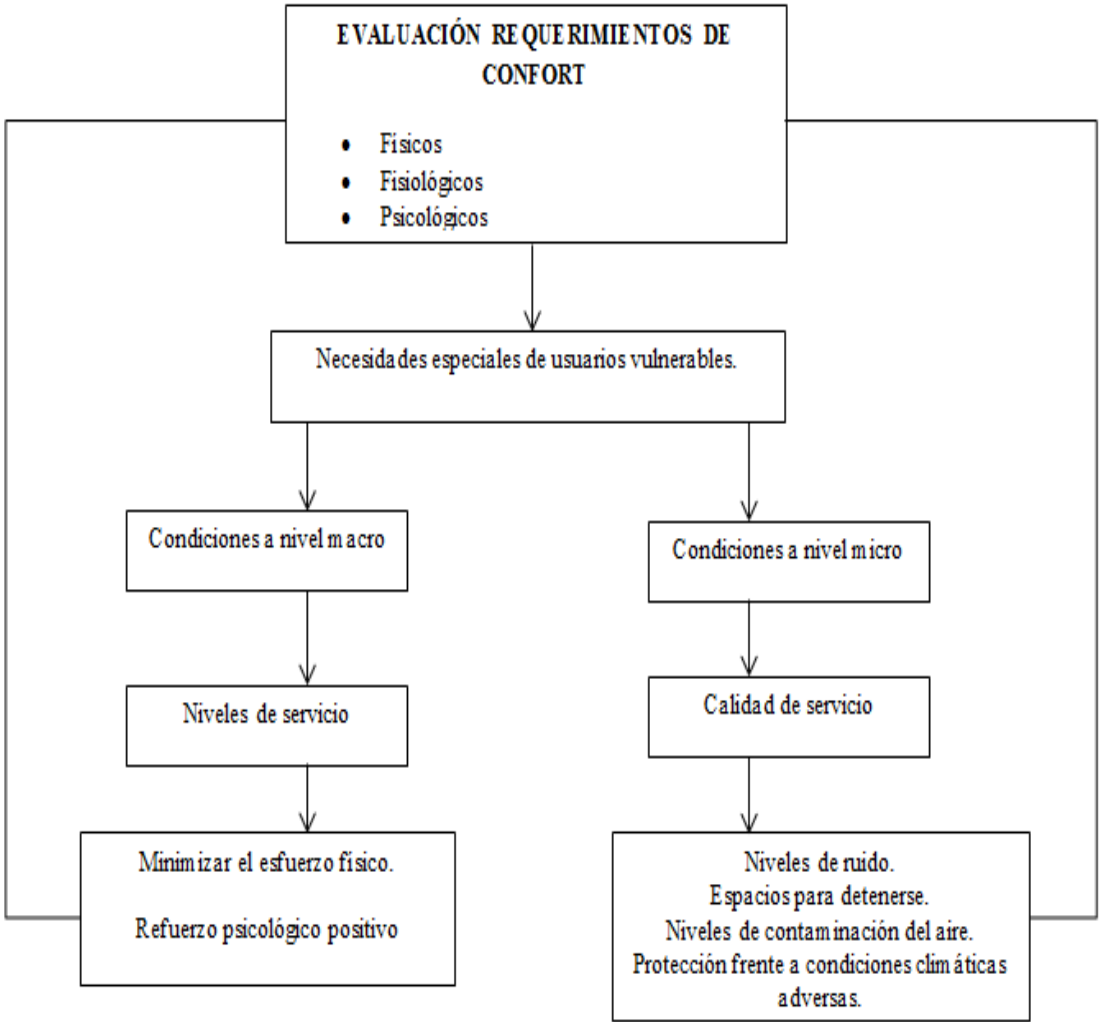 EVALUACIÓN REQUERIMIENTOS DE
CONFORT
• Físicos
• Fisiológicos
• Psicológicos
Necesidades especiales de usuarios vulnerables.
Condiciones a nivel macro
Condiciones a nivel micro
Niveles de servicio
Calidad de servicio
Minimizar el esfuerzo físico.
Refuerzo psicológico positivo
Niveles de ruido.
Espacios para detenerse.
Niveles de contaminación del aire.
Protección frente a condiciones climáticas
adversas.